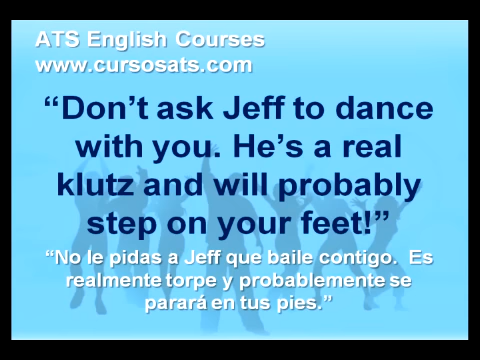 ATS English Courses
www.cursosats.com
“Don’t ask Jeff to dance
with you. He’s a real
klutz and will probably
step on your feet!”
“No le pidas a Jeff que baile contigo.  Es
realmente torpe y probablemente se
parará en tus pies.”